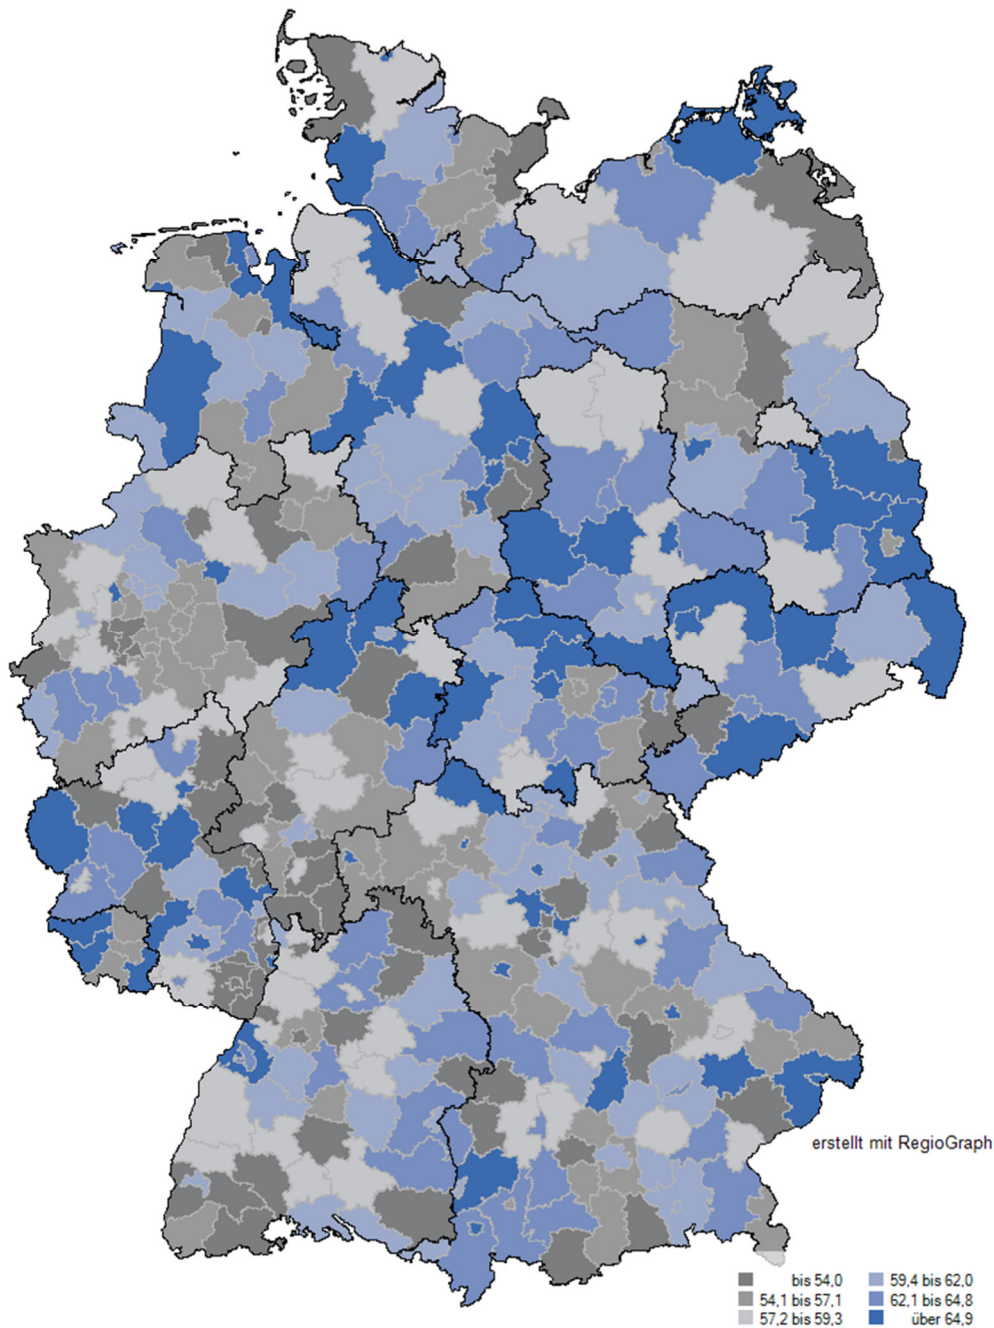 erstellt mit RegioGraph
bis 54,0
54,1 bis 57,1
57,2 bis 59,3
59,4 bis 62,0
62,1 bis 64,8
über 64,9